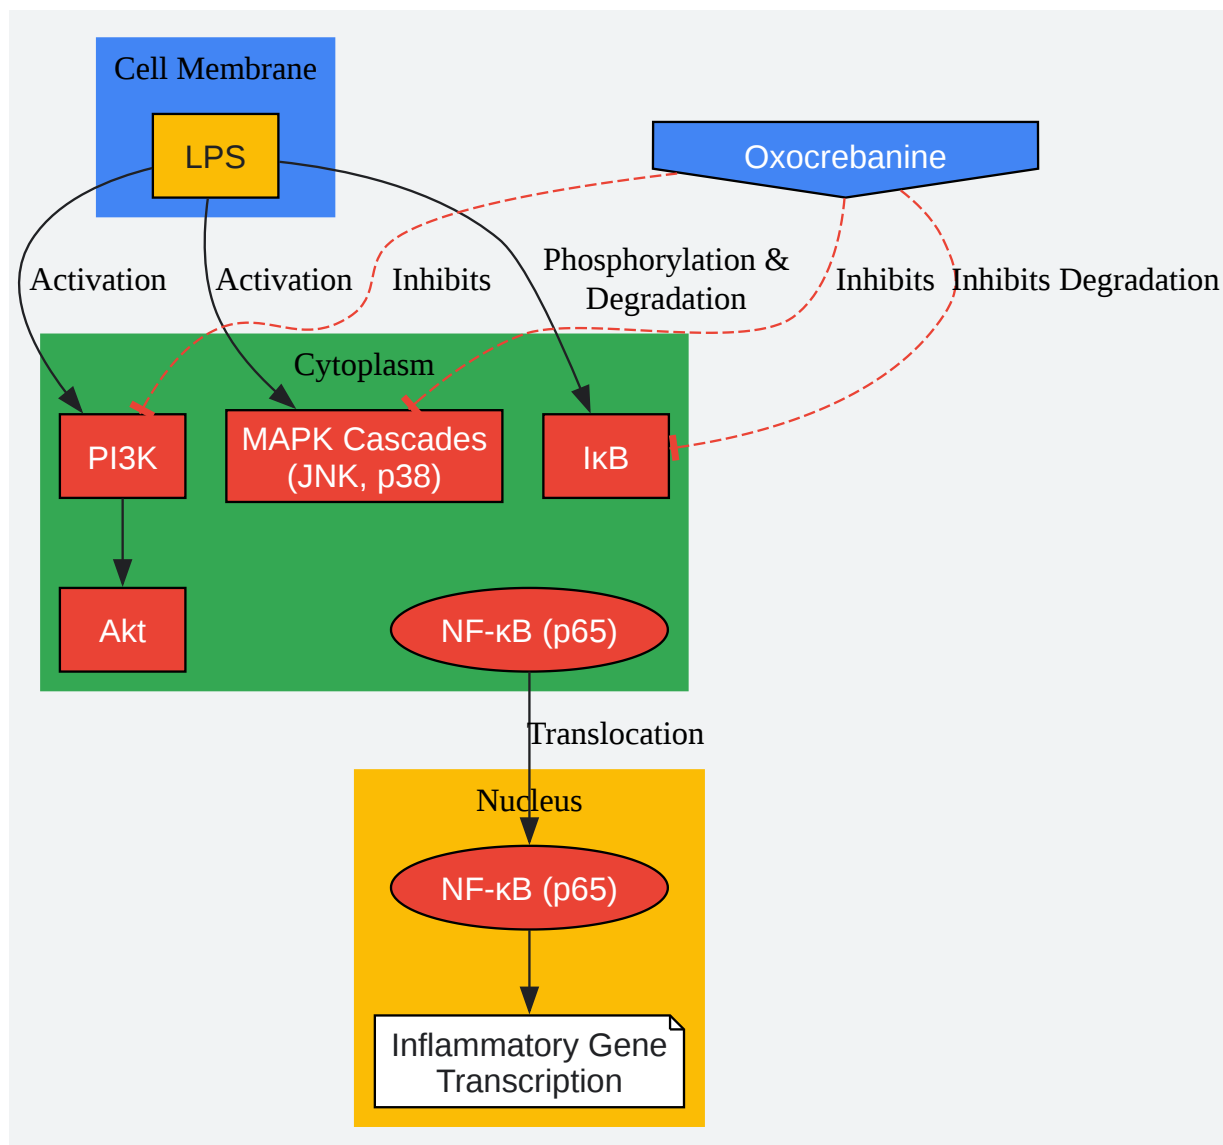 Cell Membrane
LPS
Oxocrebanine
Activation
Activation
Inhibits
Phosphorylation &
Degradation
Inhibits
Inhibits Degradation
Cytoplasm
PI3K
MAPK Cascades
(JNK, p38)
IκB
Akt
NF-κB (p65)
Translocation
Nucleus
NF-κB (p65)
Inflammatory Gene
Transcription